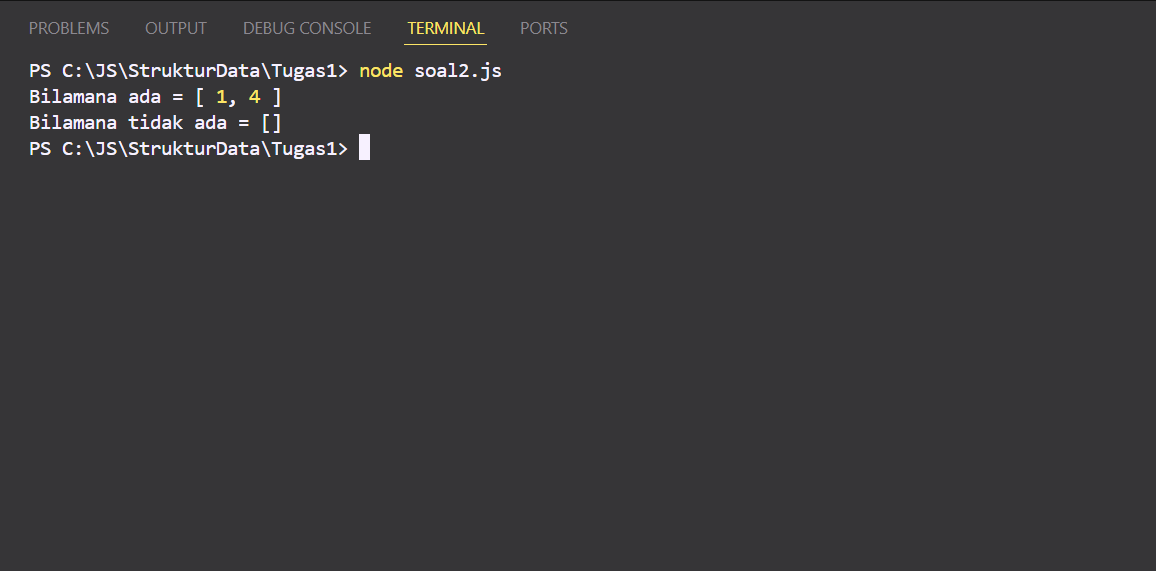 PROBLEMS OUTPUT DEBUG CONSOLE TERMINAL PORTS
PS C:\JS\StrukturData\Tugas1> node soal2.js
Bilamana ada = [ 1, 4 ]
Bilamana tidak ada = []
PS C:\JS\StrukturData\Tugas1>